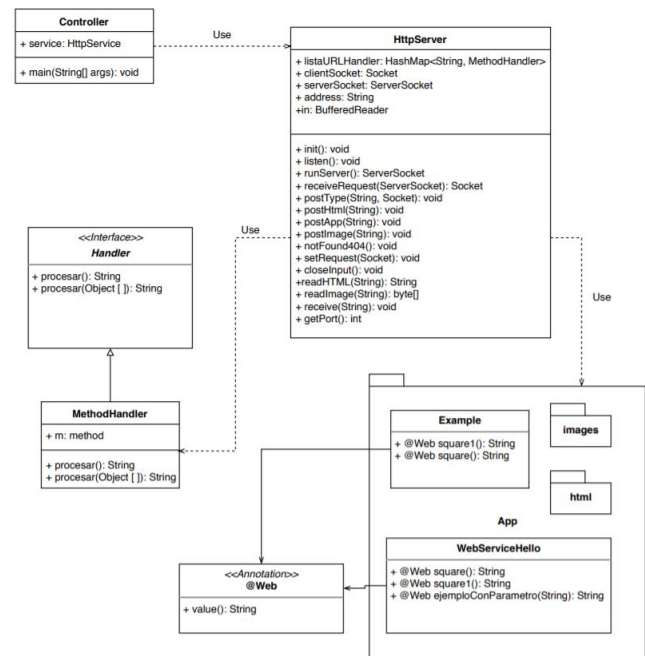 Controller
+ service: HttpService
+ main(String[] args): void
Use
HttpServer
+ listaURLHandler: HashMap<String, MethodHandler>
+ clientSocket: Socket
+ serverSocket: ServerSocket
+ address: String
+in: BufferedReader
+ init(): void
+ listen(): void
+ runServer(): ServerSocket
+ receiveRequest(ServerSocket): Socket
+ postType(String, Socket): void
+ postHtml(String): void
+ postApp(String): void
+ postImage(String): void
+ notFound404(): void
+ setRequest(Socket): void
+ closeInput(): void
+readHTML(String): String
+ readImage(String): byte[]
+ receive(String): void
+ getPort(): int
Use
<<Interface>>
Handler
+ procesar(): String
+ procesar(Object [ ]): String
Use
MethodHandler
+ m: method
+ procesar(): String
+ procesar(Object [ ]): String
Example
+ @Web square1(): String
+ @Web square(): String
images
html
App
WebServiceHello
+ @Web square(): String
+ @Web square1(): String
+ @Web ejemploConParametro(String): String
<<Annotation>>
@Web
+ value(): String